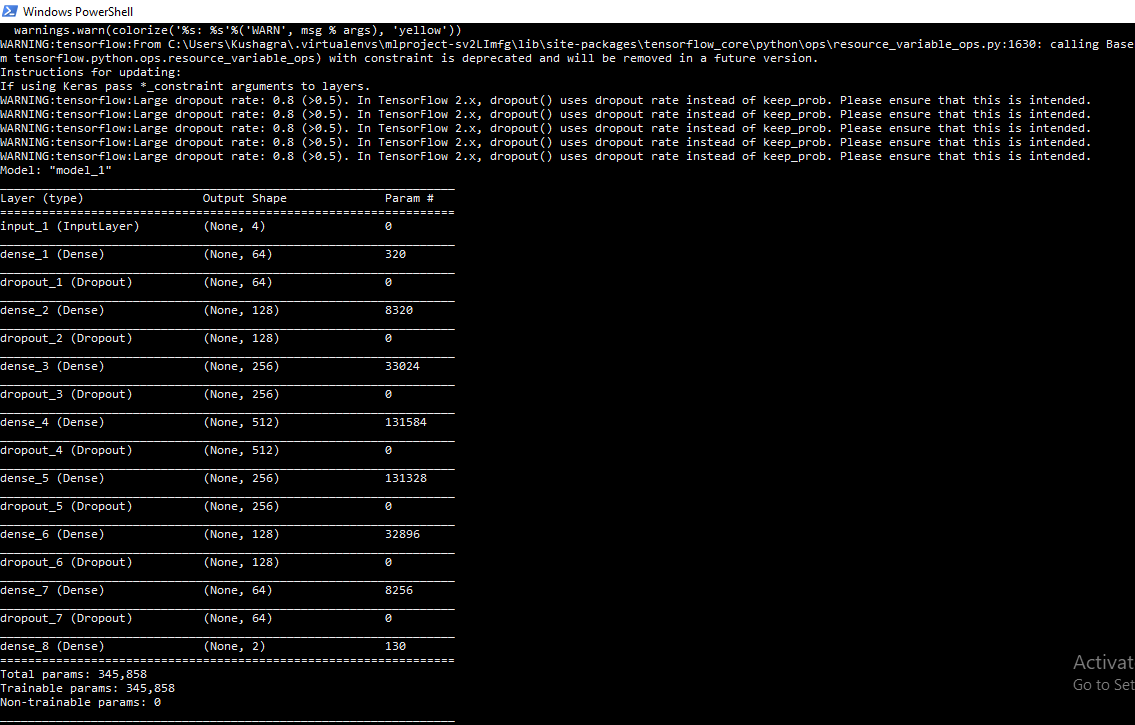 Windows PowerShell
warnings.warn(colorize('%s: %s'%('WARN', msg % args), 'yellow'))
WARNING:tensorflow:From C:\Users\Kushagra\.virtualenvs\mlproject-sv2LImfg\lib\site-packages\tensorflow_core\python\ops\resource_variable_ops.py:1630: calling Base
m tensorflow.python.ops.resource_variable_ops) with constraint is deprecated and will be removed in a future version.
Instructions for updating:
If using Keras pass *_constraint arguments to layers.
WARNING:tensorflow:Large dropout rate: 0.8 (>0.5). In TensorFlow 2.x, dropout() uses dropout rate instead of keep_prob. Please ensure that this is intended.
WARNING:tensorflow:Large dropout rate: 0.8 (>0.5). In TensorFlow 2.x, dropout() uses dropout rate instead of keep_prob. Please ensure that this is intended.
WARNING:tensorflow:Large dropout rate: 0.8 (>0.5). In TensorFlow 2.x, dropout() uses dropout rate instead of keep_prob. Please ensure that this is intended.
WARNING:tensorflow:Large dropout rate: 0.8 (>0.5). In TensorFlow 2.x, dropout() uses dropout rate instead of keep_prob. Please ensure that this is intended.
WARNING:tensorflow:Large dropout rate: 0.8 (>0.5). In TensorFlow 2.x, dropout() uses dropout rate instead of keep_prob. Please ensure that this is intended.
Model: "model_1"
Layer (type) Output Shape Param #
input_1 (InputLayer) (None, 4) 0
dense_1 (Dense) (None, 64) 320
dropout_1 (Dropout) (None, 64) 0
dense_2 (Dense) (None, 128) 8320
dropout_2 (Dropout) (None, 128) 0
dense_3 (Dense) (None, 256) 33024
dropout_3 (Dropout) (None, 256) 0
dense_4 (Dense) (None, 512) 131584
dropout_4 (Dropout) (None, 512) 0
dense_5 (Dense) (None, 256) 131328
dropout_5 (Dropout) (None, 256) 0
dense_6 (Dense) (None, 128) 32896
dropout_6 (Dropout) (None, 128) 0
dense_7 (Dense) (None, 64) 8256
dropout_7 (Dropout) (None, 64) 0
dense_8 (Dense) (None, 2) 130
Total params: 345,858
Trainable params: 345,858
Non-trainable params: 0
Activat
Go to Set